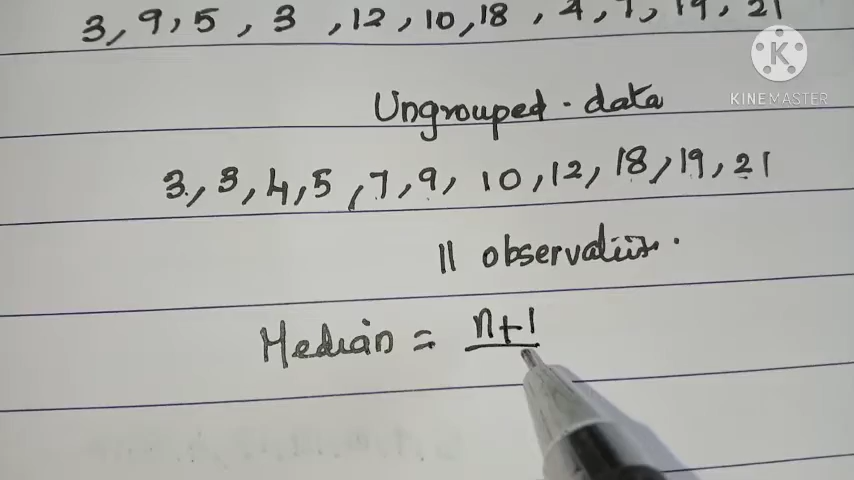 3, 9, 5, 3, 12, 10, 18, 4, 7, 19, 21
K
KINEMASTER
Ungrouped. data
3, 3, 4, 5, 7, 9, 10, 12, 18, 19, 21
11 observation.
Median = n+1